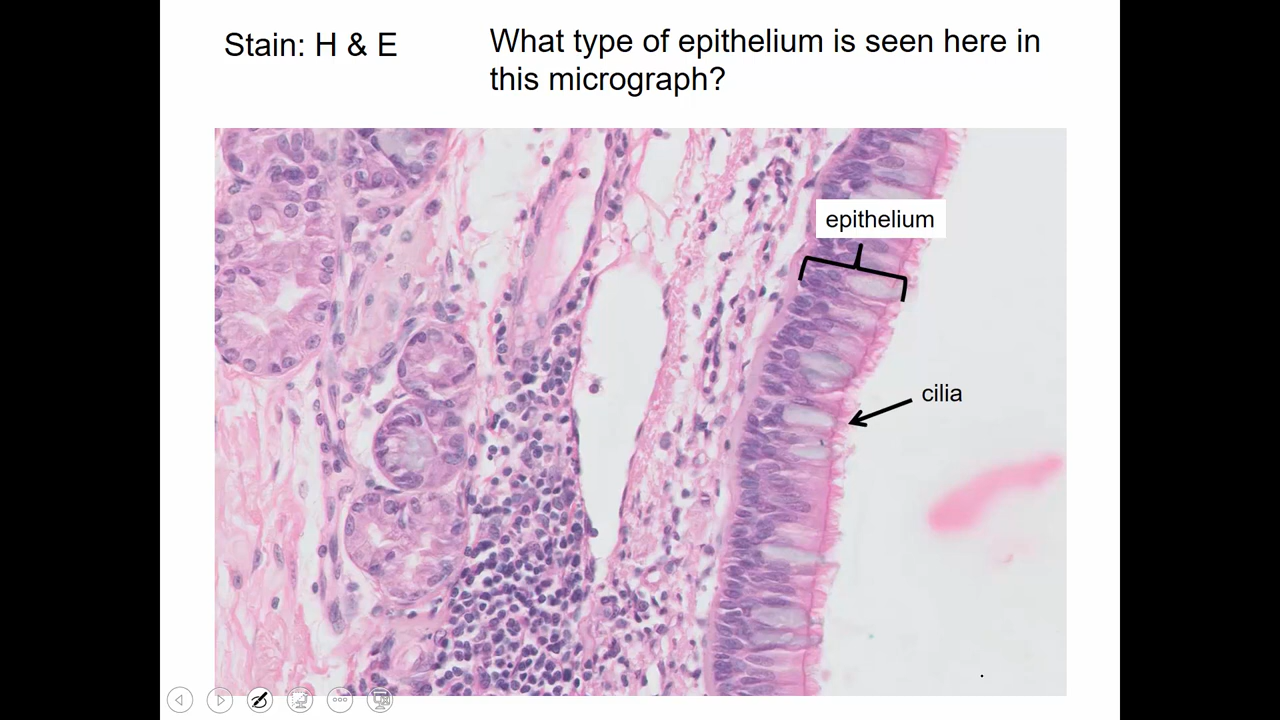 Stain: H & E
What type of epithelium is seen here in
this micrograph?
epithelium
cilia